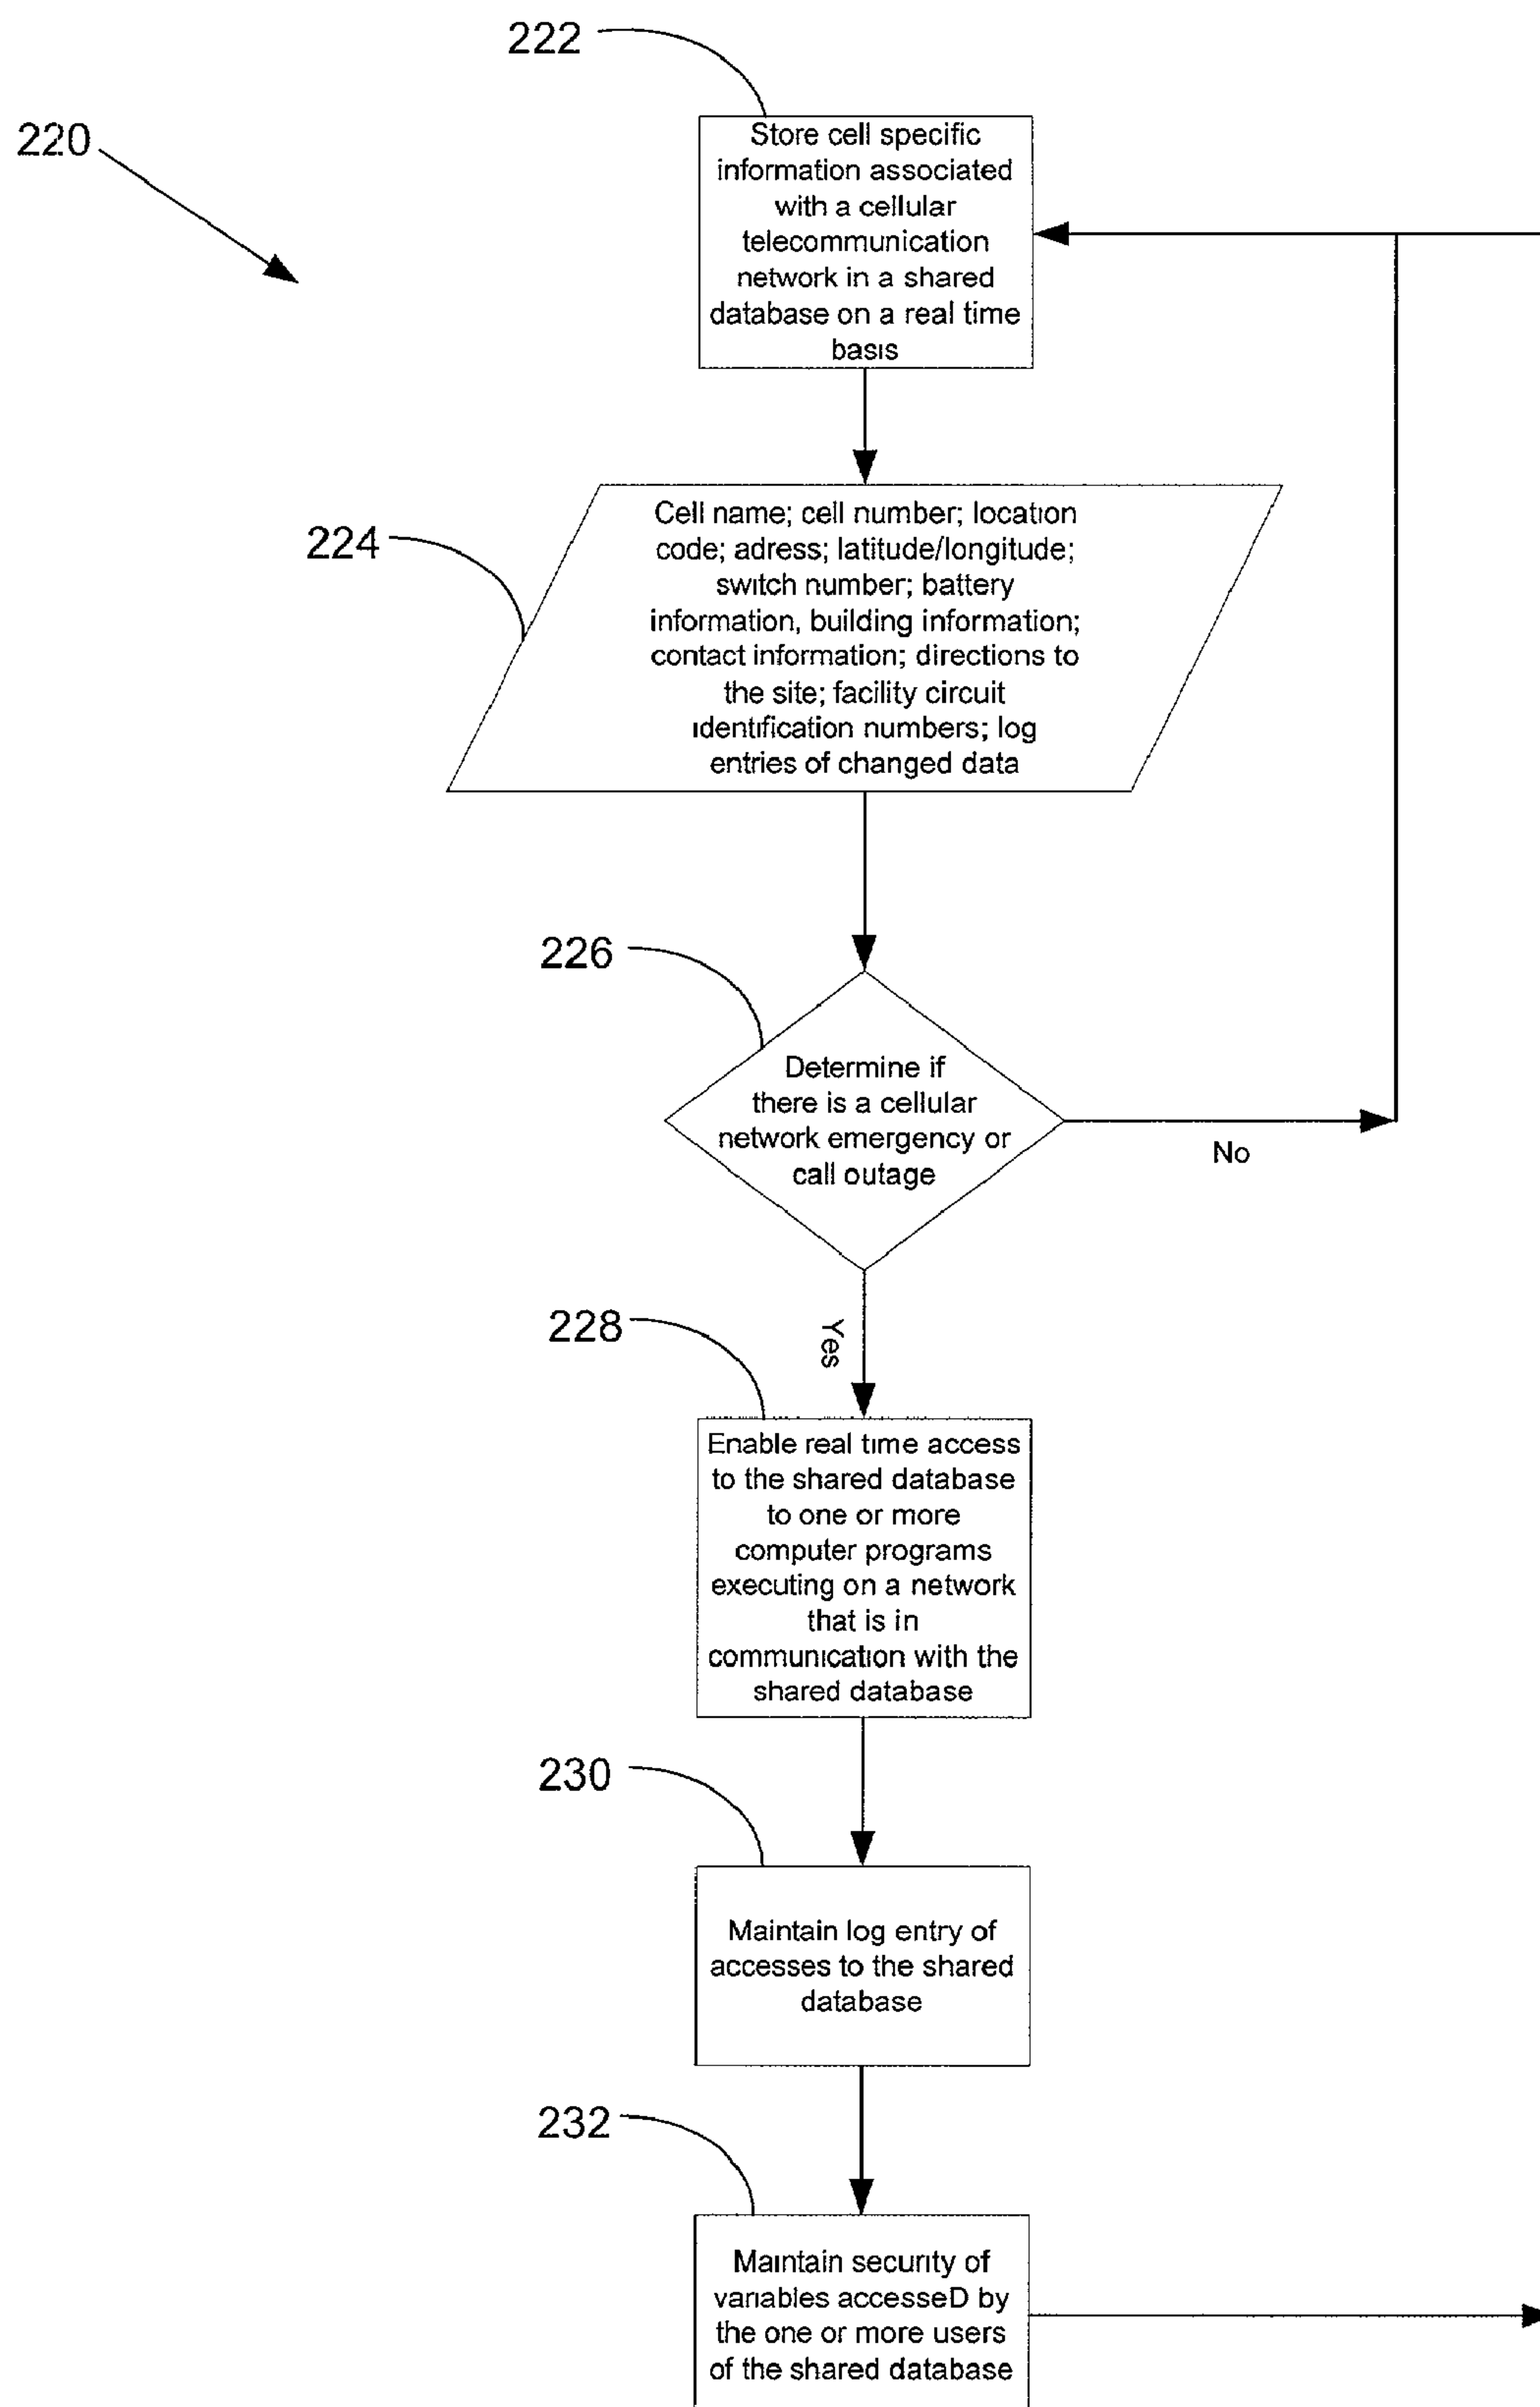 222
220
Store cell specific
information associated
with a cellular
telecommunication
network in a shared
database on a real time
basis
224
Cell name; cell number; location
code; adress; latitude/longitude;
switch number; battery
information, building information;
contact information; directions to
the site; facility circuit
identification numbers; log
entries of changed data
226
Determine if
there is a cellular
network emergency or
call outage
No
228
Yes
Enable real time access
to the shared database
to one or more
computer programs
executing on a network
that is in
communication with the
shared database
230
Maintain log entry of
accesses to the shared
database
232
Maintain security of
variables accesseD by
the one or more users
of the shared database